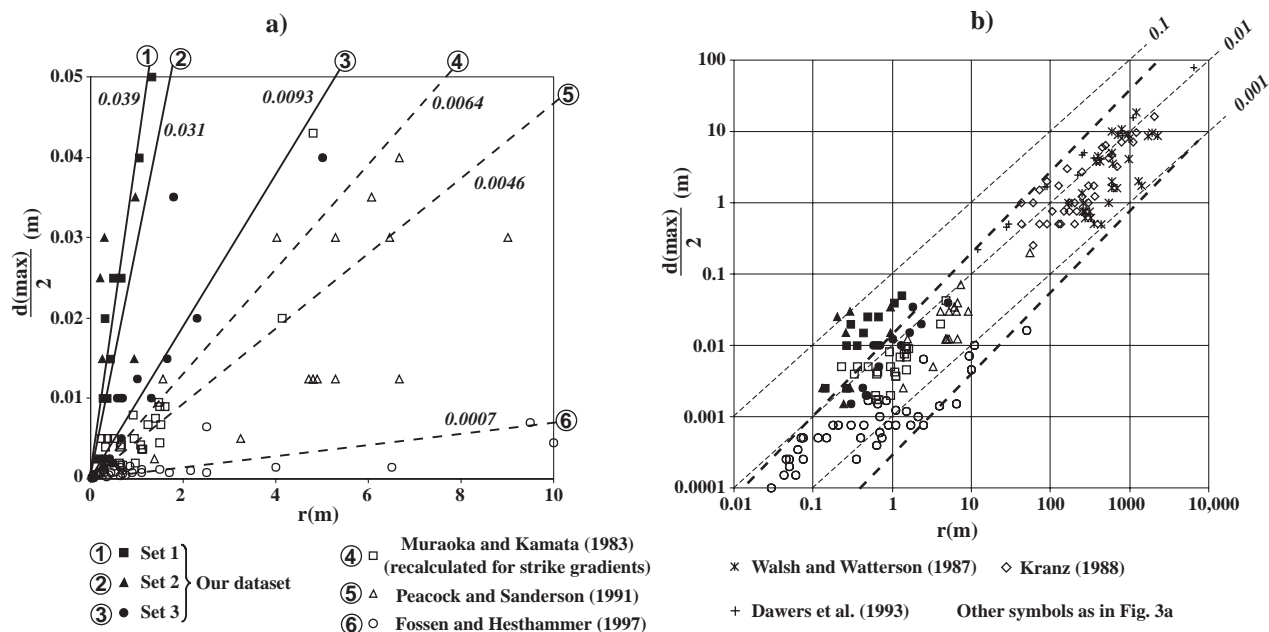 a)
b)
1
2
3
4
5
6
0.039
0.031
0.0093
0.0064
0.0046
0.0007
d(max)
2
(m)
0.05
0.04
0.03
0.02
0.01
0
0
2
4
6
8
10
r(m)
1 Set 1
2 Set 2
3 Set 3
Our dataset
4 Muraoka and Kamata (1983)
(recalculated for strike gradients)
5 Peacock and Sanderson (1991)
6 Fossen and Hesthammer (1997)
0.1
0.01
0.001
d(max)
2
(m)
100
10
1
0.1
0.01
0.001
0.0001
0.01
0.1
1
10
100
1000
10,000
r(m)
Walsh and Watterson (1987)
Kranz (1988)
Dawers et al. (1993)
Other symbols as in Fig. 3a